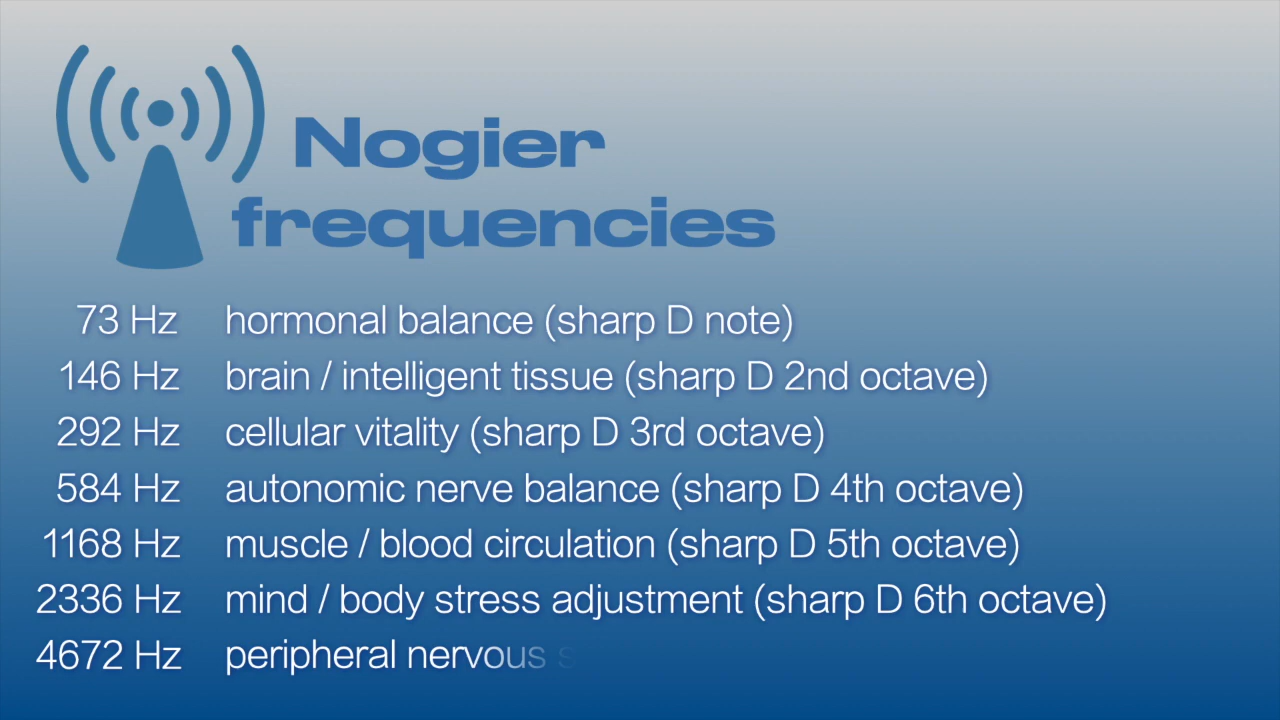 Nogier
frequencies
73 Hz hormonal balance (sharp D note)
146 Hz brain / intelligent tissue (sharp D 2nd octave)
292 Hz cellular vitality (sharp D 3rd octave)
584 Hz autonomic nerve balance (sharp D 4th octave)
1168 Hz muscle / blood circulation (sharp D 5th octave)
2336 Hz mind / body stress adjustment (sharp D 6th octave)
4672 Hz peripheral nervous